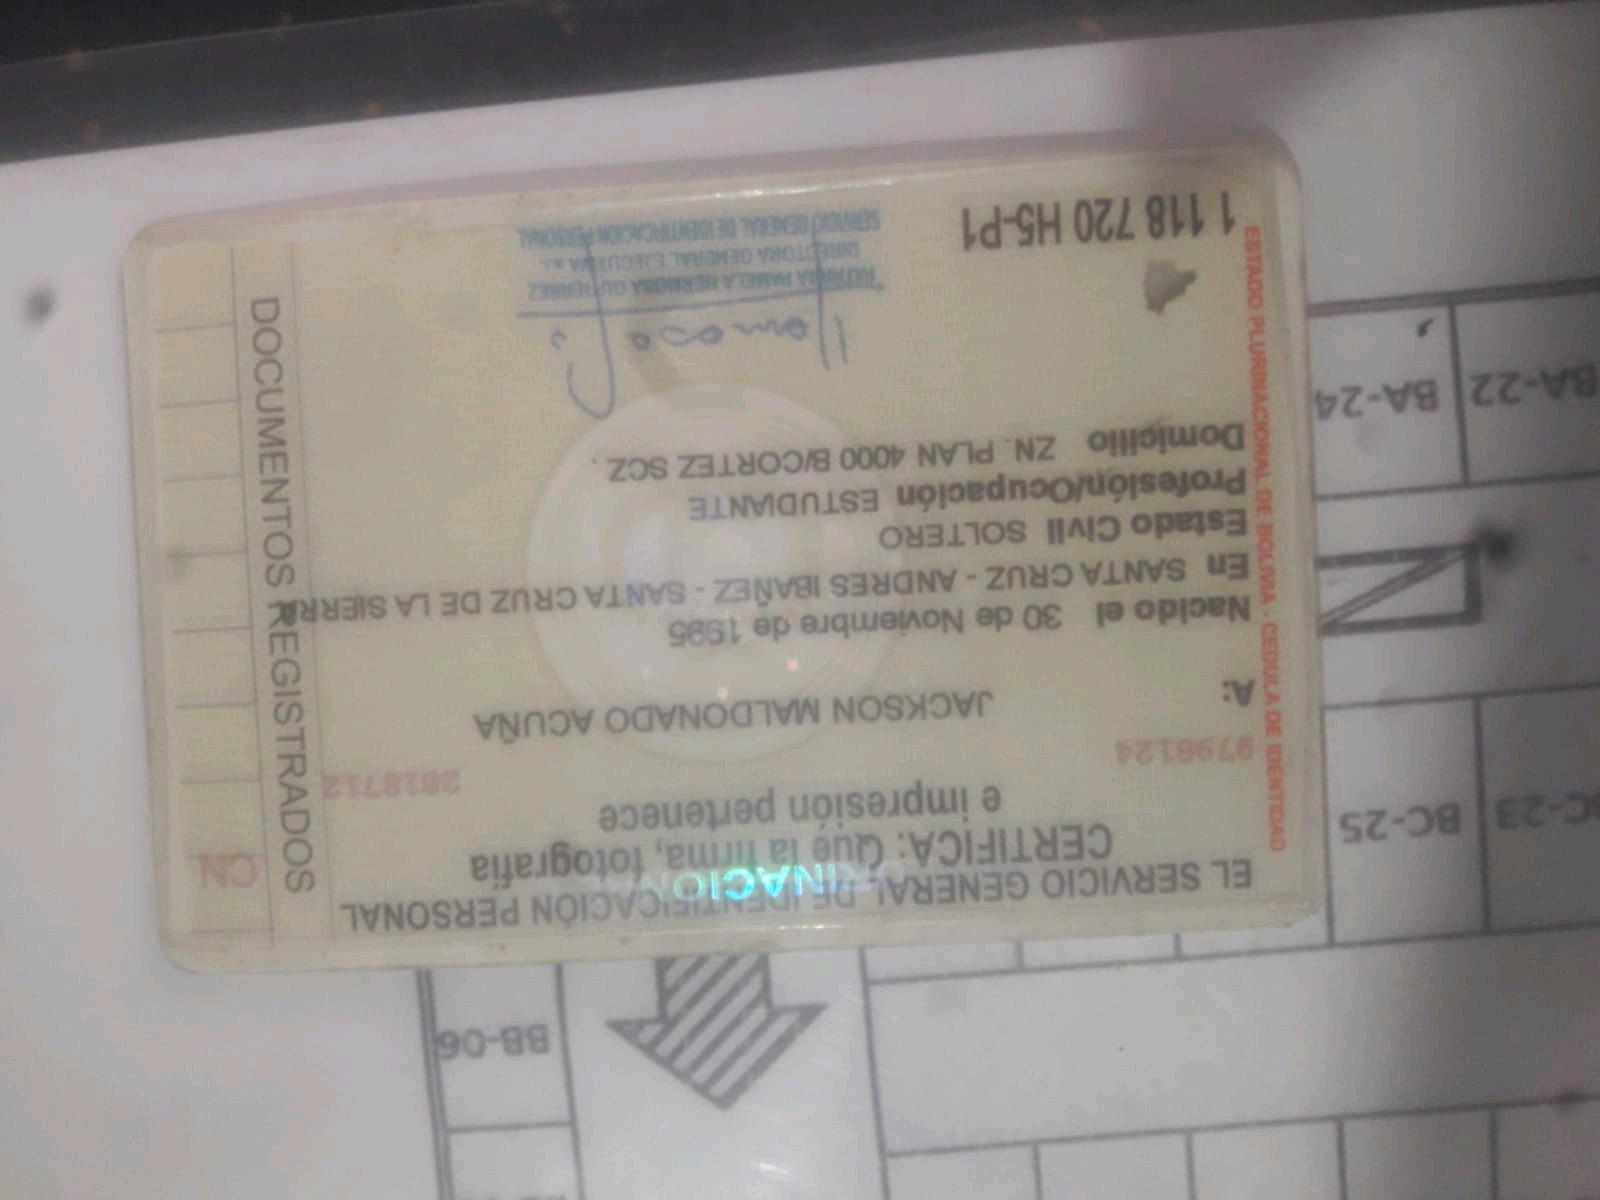 EL SERVICIO GENERAL DE IDENTIFICACIÓN PERSONAL
CERTIFICA: Que la firma, fotografía
e impresión pertenece
9798124
2818712
A: JACKSON MALDONADO ACUÑA
Nacido el 30 de Noviembre de 1995
En SANTA CRUZ - ANDRES IBAÑEZ - SANTA CRUZ DE LA SIERRA
Estado Civil SOLTERO
Profesión/Ocupación ESTUDIANTE
Domicilio ZN. PLAN 4000 B/CORTEZ SCZ .
PAMELA HERMOSA GUTIERREZ
DIRECTORA GENERAL EJECUTIVA a.i.
SERVICIO GENERAL DE IDENTIFICACION PERSONAL
1 118 720 H5-P1
ESTADO PLURINACIONAL DE BOLIVIA - CEDULA DE IDENTIDAD
DOCUMENTOS REGISTRADOS
CN
BB-06
BC-25
BC-23
BA-24
BA-22